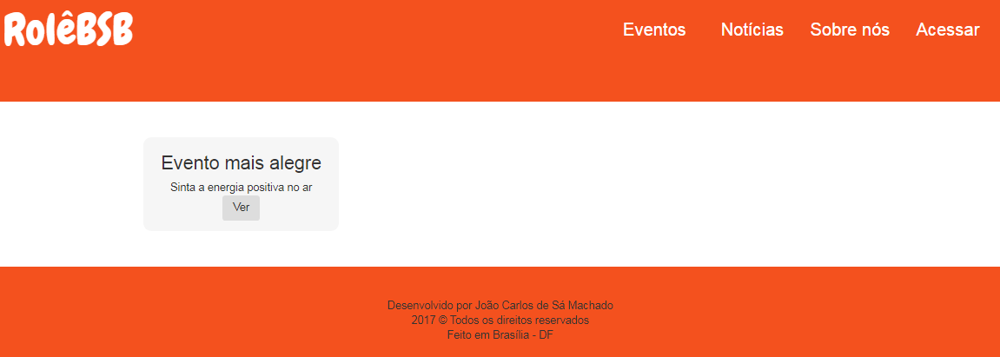 RolêBSB
Eventos Notícias Sobre nós Acessar
Evento mais alegre
Sinta a energia positiva no ar
Ver
Desenvolvido por João Carlos de Sá Machado
2017 © Todos os direitos reservados
Feito em Brasília - DF